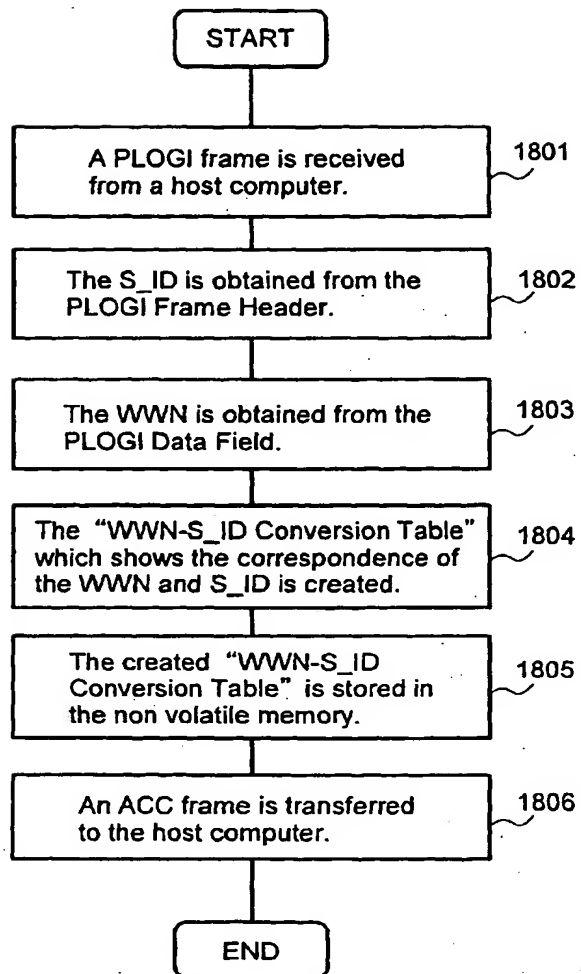 START
A PLOGI frame is received
from a host computer.
1801
The S_ID is obtained from the
PLOGI Frame Header.
1802
The WWN is obtained from the
PLOGI Data Field.
1803
The "WWN-S_ID Conversion Table"
which shows the correspondence of
the WWN and S_ID is created.
1804
The created "WWN-S_ID
Conversion Table" is stored in
the non volatile memory.
1805
An ACC frame is transferred
to the host computer.
1806
END